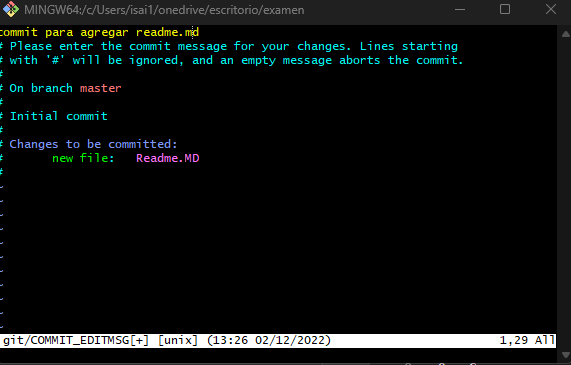 MINGW64:/c/Users/isai1/onedrive/escritorio/examen
commit para agregar readme.md
# Please enter the commit message for your changes. Lines starting
# with '#' will be ignored, and an empty message aborts the commit.
#
# On branch master
#
# Initial commit
#
# Changes to be committed:
#       new file:   Readme.MD
#
~
~
~
~
~
~
~
~
~
~
~
~
git/COMMIT_EDITMSG[+] [unix] (13:26 02/12/2022) 1,29 All